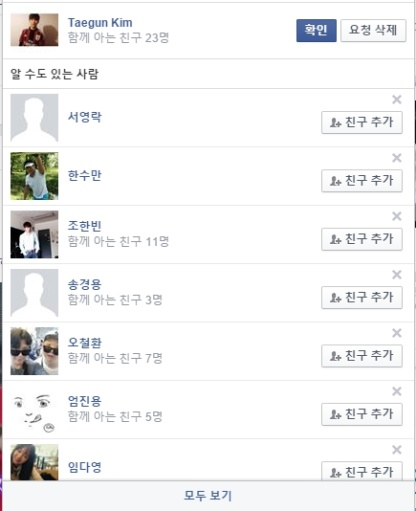 Taegun Kim
함께 아는 친구 23명
확인
요청 삭제
알 수도 있는 사람
서영락
친구 추가
한수만
친구 추가
조한빈
함께 아는 친구 11명
친구 추가
송경용
함께 아는 친구 3명
친구 추가
오철환
함께 아는 친구 7명
친구 추가
엄진용
함께 아는 친구 5명
친구 추가
임다영
친구 추가
모두 보기